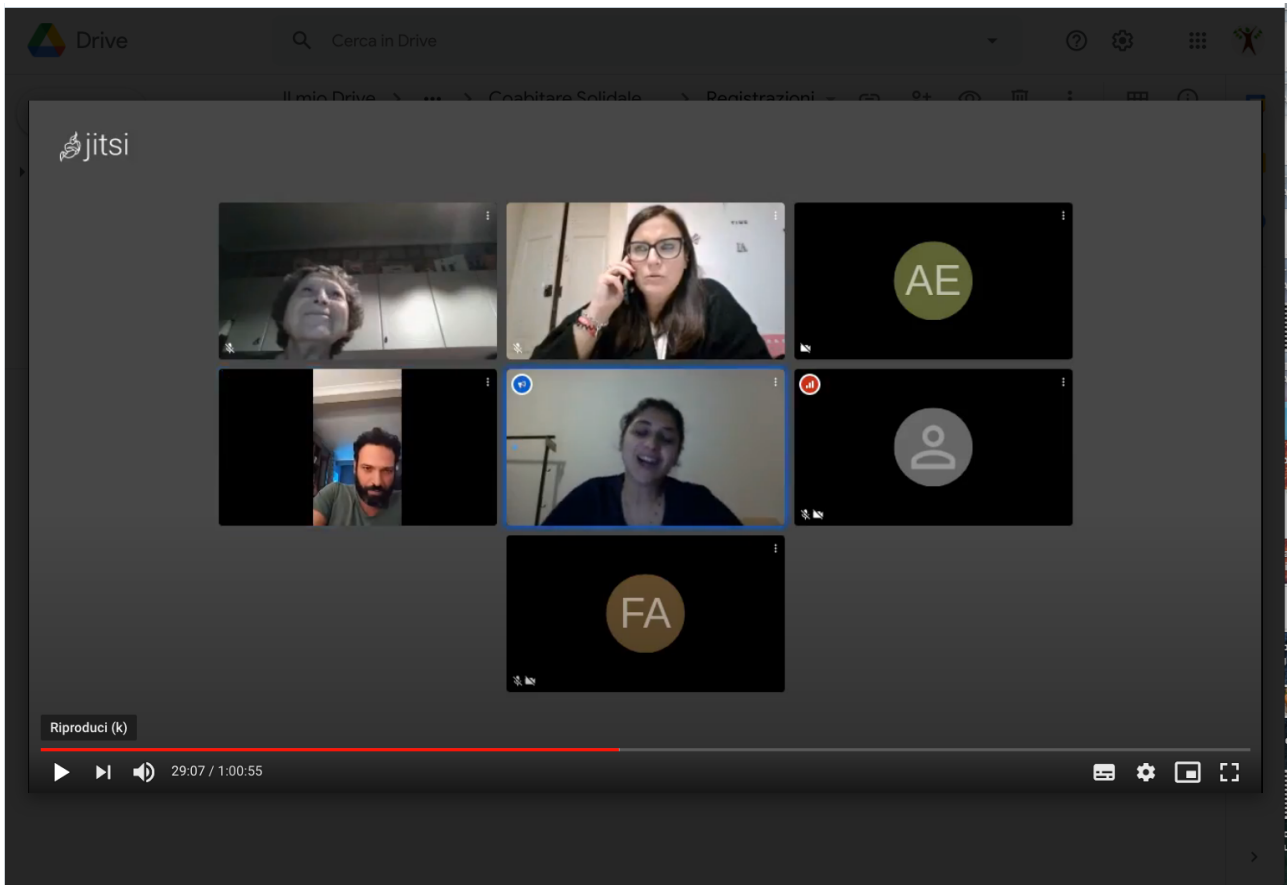 Drive
Cerca in Drive
Il mio Drive > ... > Coabitare Solidale > Registrazioni
jitsi
AE
FA
Riproduci (k)
29:07 / 1:00:55